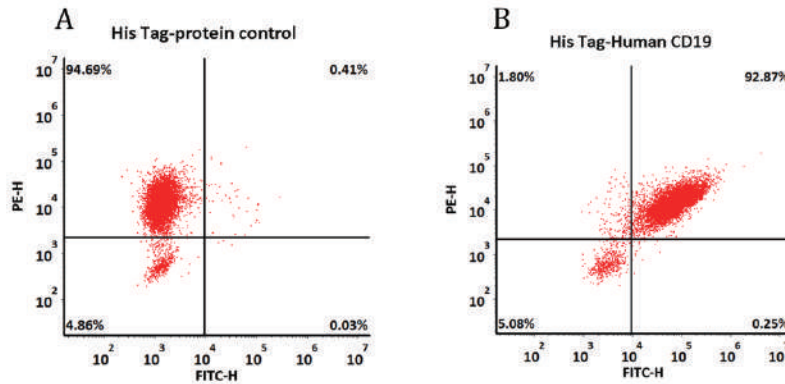 A
His Tag-protein control
94.69%
0.41%
10^7
10^6
10^5
10^4
10^3
10^2
PE-H
4.86%
0.03%
10^2 10^3 10^4 10^5 10^6 10^7
FITC-H
B
His Tag-Human CD19
1.80%
92.87%
10^7
10^6
10^5
10^4
10^3
10^2
PE-H
5.08%
0.25%
10^2 10^3 10^4 10^5 10^6 10^7
FITC-H